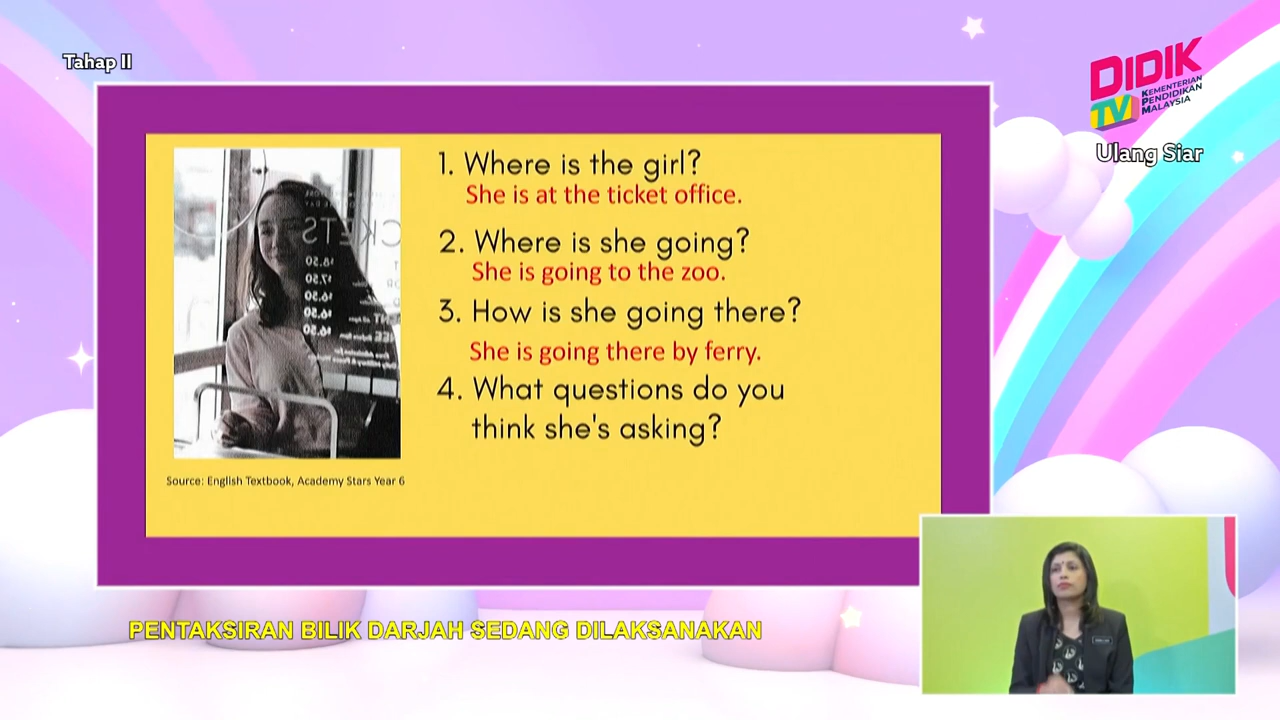 Tahap II
DIDIK
TV
KEMENTERIAN
PENDIDIKAN
MALAYSIA
Ulang Siar
1. Where is the girl?
She is at the ticket office.
2. Where is she going?
She is going to the zoo.
3. How is she going there?
She is going there by ferry.
4. What questions do you
think she's asking?
Source: English Textbook, Academy Stars Year 6
PENTAKSIRAN BILIK DARJAH SEDANG DILAKSANAKAN